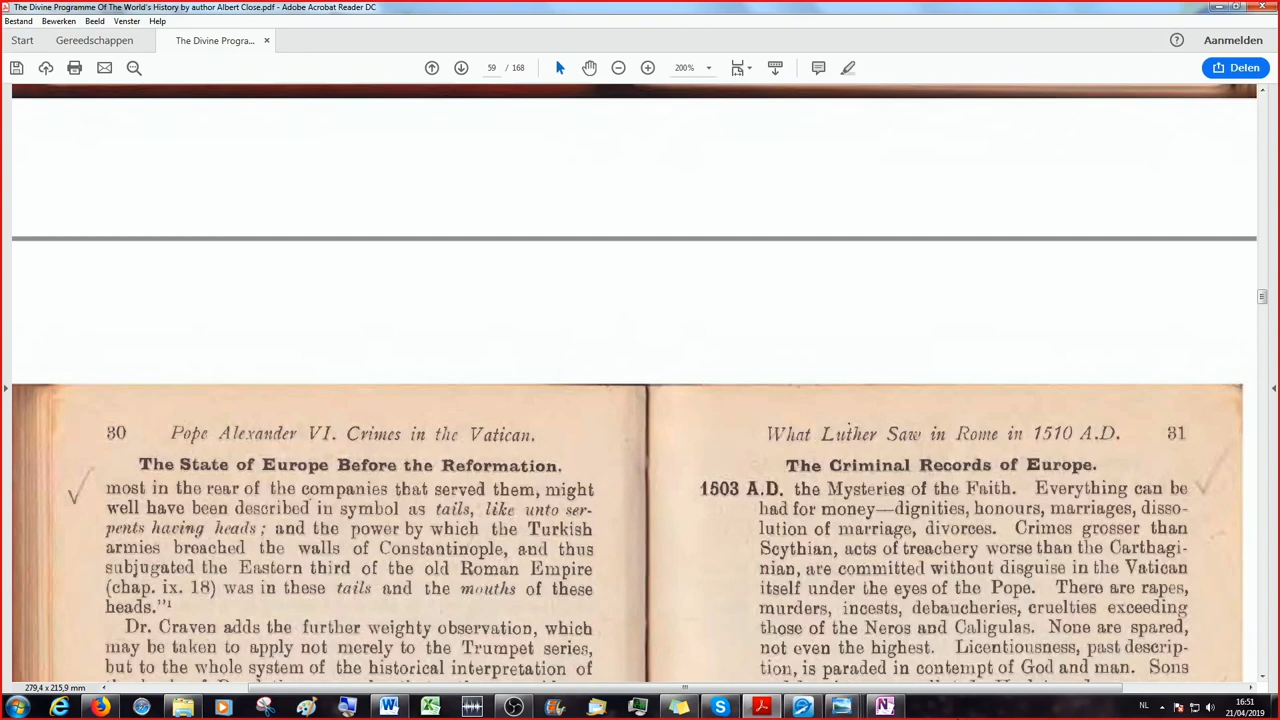 The Divine Programme Of The World's History by author Albert Close.pdf - Adobe Acrobat Reader DC
Bestand Bewerken Beeld Venster Help
Start Gereedschappen The Divine Progra... × Aanmelden
59 / 168 200% Delen
30 Pope Alexander VI. Crimes in the Vatican.
The State of Europe Before the Reformation.
most in the rear of the companies that served them, might
well have been described in symbol as tails, like unto ser-
pents having heads; and the power by which the Turkish
armies breached the walls of Constantinople, and thus
subjugated the Eastern third of the old Roman Empire
(chap. ix. 18) was in these tails and the mouths of these
heads."1
Dr. Craven adds the further weighty observation, which
may be taken to apply not merely to the Trumpet series,
but to the whole system of the historical interpretation of
What Luther Saw in Rome in 1510 A.D. 31
The Criminal Records of Europe.
1503 A.D. the Mysteries of the Faith. Everything can be
had for money—dignities, honours, marriages, disso-
lution of marriage, divorces. Crimes grosser than
Scythian, acts of treachery worse than the Carthagi-
nian, are committed without disguise in the Vatican
itself under the eyes of the Pope. There are rapes,
murders, incests, debaucheries, cruelties exceeding
those of the Neros and Caligulas. None are spared,
not even the highest. Licentiousness, past descrip-
tion, is paraded in contempt of God and man. Sons
279,4 x 215,9 mm
NL 16:51
21/04/2019